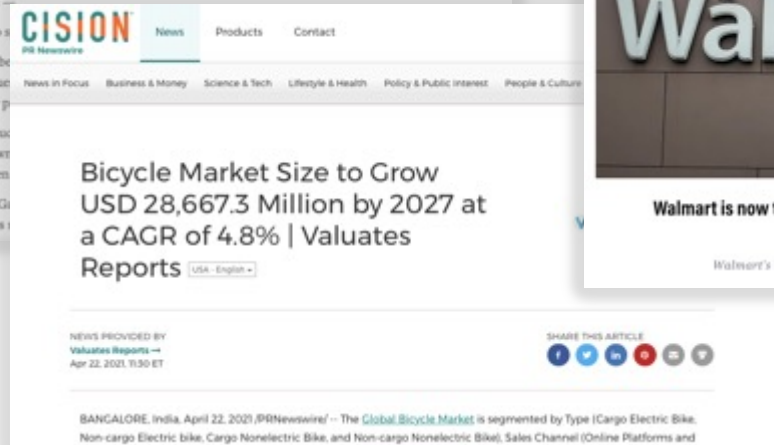 CISION
PR Newswire
News Products Contact
News in Focus Business & Money Science & Tech Lifestyle & Health Policy & Public Interest People & Culture
Bicycle Market Size to Grow
USD 28,667.3 Million by 2027 at
a CAGR of 4.8% | Valuates
Reports USA - English
NEWS PROVIDED BY
Valuates Reports →
Apr 22, 2021, 11:30 ET
SHARE THIS ARTICLE
BANGALORE, India, April 22, 2021 /PRNewswire/ -- The Global Bicycle Market is segmented by Type (Cargo Electric Bike,
Non-cargo Electric bike, Cargo Nonelectric Bike, and Non-cargo Nonelectric Bike), Sales Channel (Online Platforms and
Wal
Walmart is now
Walmart's